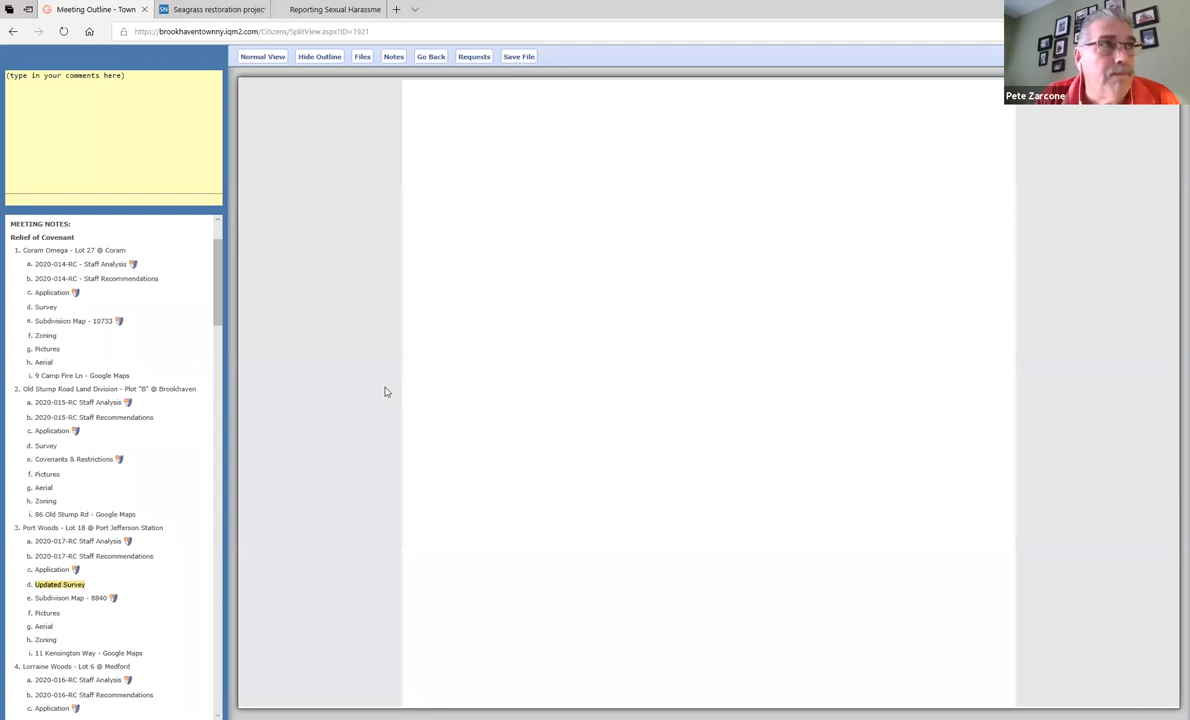 Meeting Outline - Town
Seagrass restoration projec
Reporting Sexual Harassme
https://brookhaventownny.iqm2.com/Citizens/SplitView.aspx?ID=1921
Normal View
Hide Outline
Files
Notes
Go Back
Requests
Save File
Pete Zarcone
(type in your comments here)
MEETING NOTES:
Relief of Covenant
1. Coram Omega - Lot 27 @ Coram
a. 2020-014-RC - Staff Analysis
b. 2020-014-RC - Staff Recommendations
c. Application
d. Survey
e. Subdivision Map - 10733
f. Zoning
g. Pictures
h. Aerial
i. 9 Camp Fire Ln - Google Maps
2. Old Stump Road Land Division - Plot "B" @ Brookhaven
a. 2020-015-RC Staff Analysis
b. 2020-015-RC Staff Recommendations
c. Application
d. Survey
e. Covenants & Restrictions
f. Pictures
g. Aerial
h. Zoning
i. 86 Old Stump Rd - Google Maps
3. Port Woods - Lot 18 @ Port Jefferson Station
a. 2020-017-RC Staff Analysis
b. 2020-017-RC Staff Recommendations
c. Application
d. Updated Survey
e. Subdivison Map - 8840
f. Pictures
g. Aerial
h. Zoning
i. 11 Kensington Way - Google Maps
4. Lorraine Woods - Lot 6 @ Medford
a. 2020-016-RC Staff Analysis
b. 2020-016-RC Staff Recommendations
c. Application